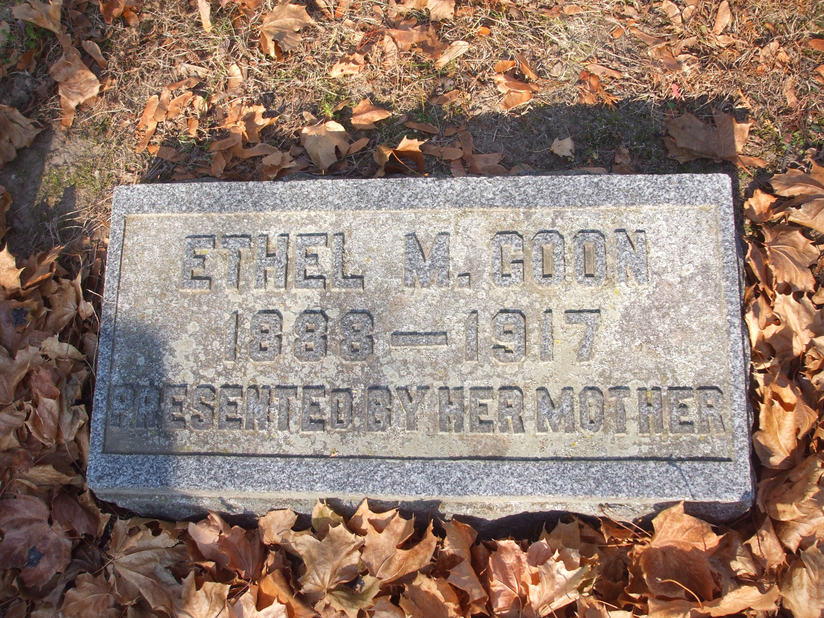 ETHEL M. COON
1888—1917
PRESENTED BY HER MOTHER